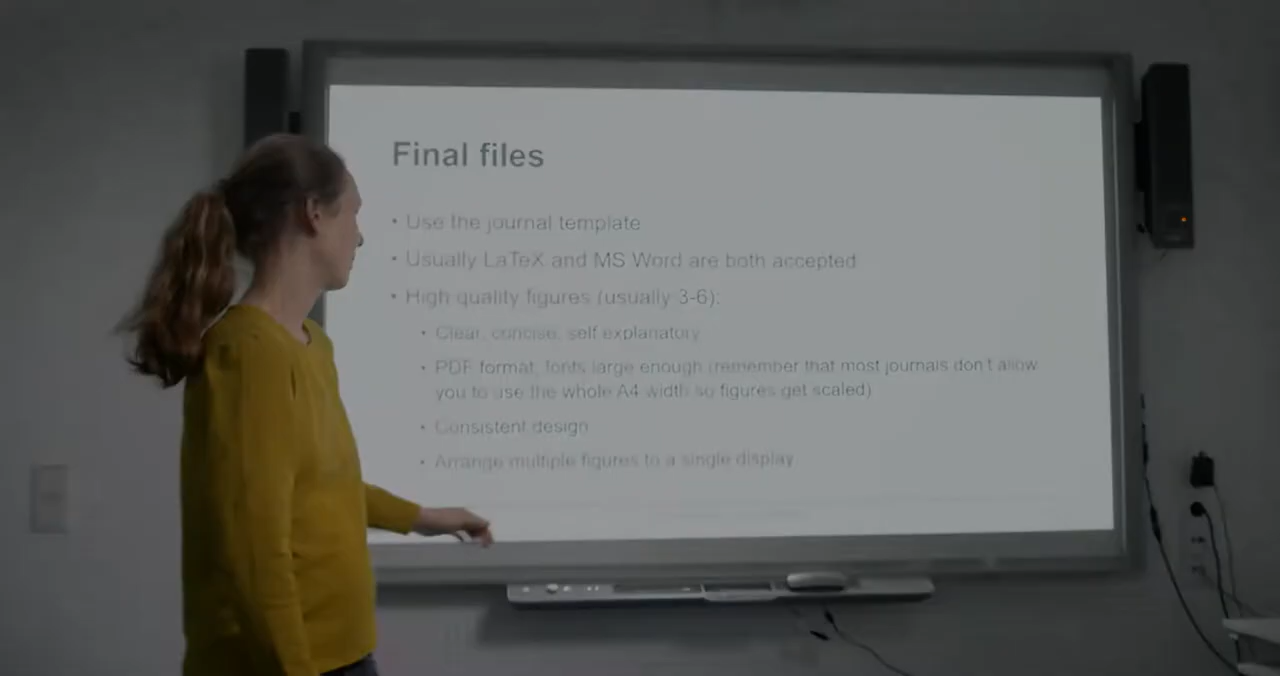 Final files
• Use the journal template
• Usually LaTeX and MS Word are both accepted
• High quality figures (usually 3-6):
• Clear, concise, self explanatory
• PDF format, fonts large enough (remember that most journals don't allow
you to use the whole A4 width so figures get scaled)
• Consistent design
• Arrange multiple figures to a single display